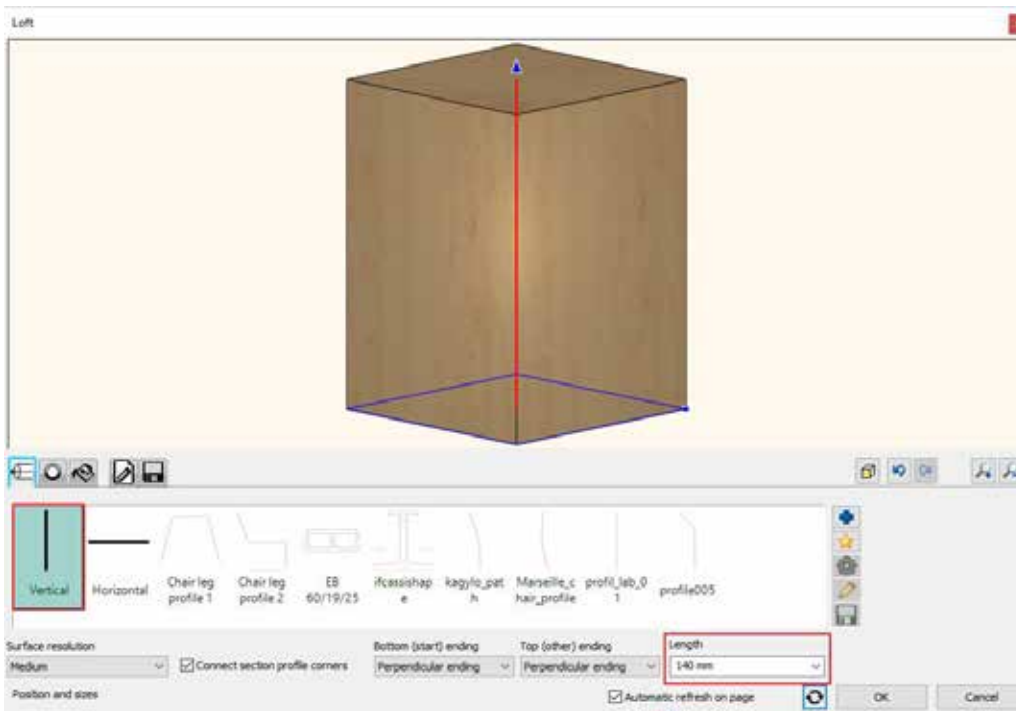 Loft
Vertical
Horizontal
Chair leg
profile 1
Chair leg
profile 2
EB
60/19/25
ifcassishap
e
kagylo_pat
h
Marseille_c
hair_profile
profil_lab_0
1
profile005
Surface resolution
Bottom (start) ending
Top (other) ending
Length
Medium
Connect section profile corners
Perpendicular ending
Perpendicular ending
140 mm
Position and sizes
Automatic refresh on page
OK
Cancel